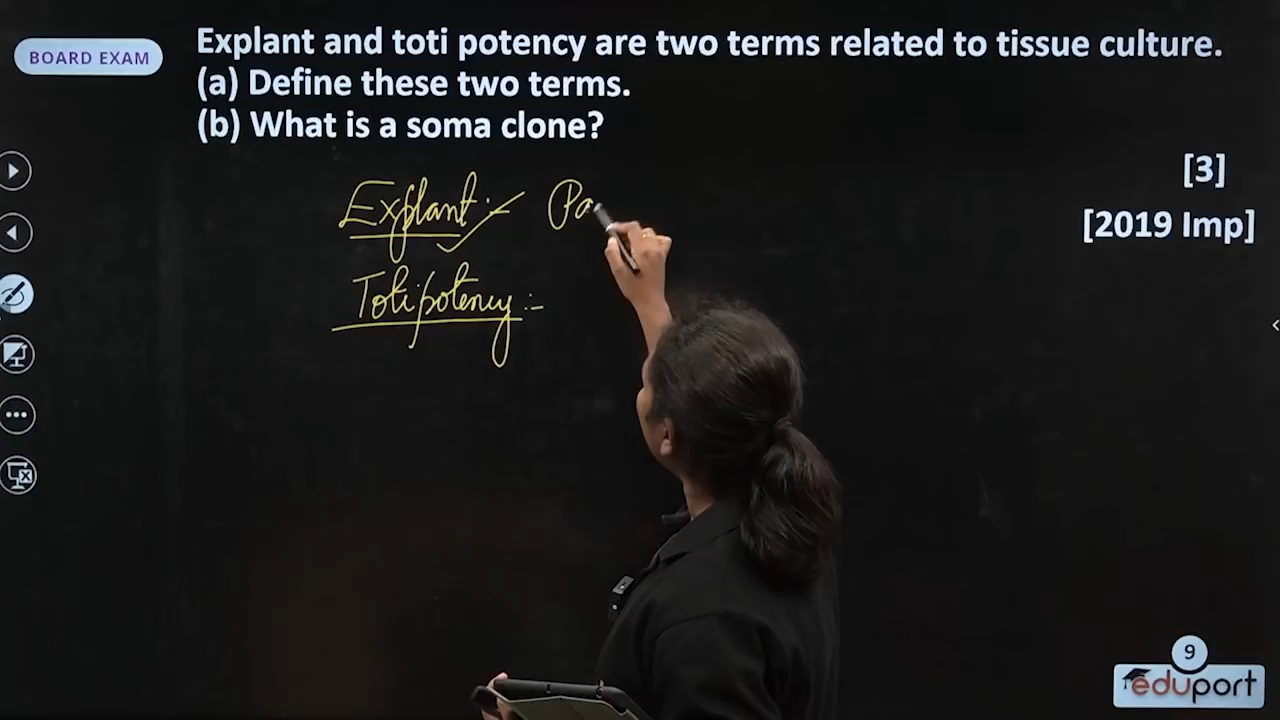 BOARD EXAM
Explant and toti potency are two terms related to tissue culture.
(a) Define these two terms.
(b) What is a soma clone?
[3]
[2019 Imp]
Explant :- Pa
Totipotency :-
9
eduport